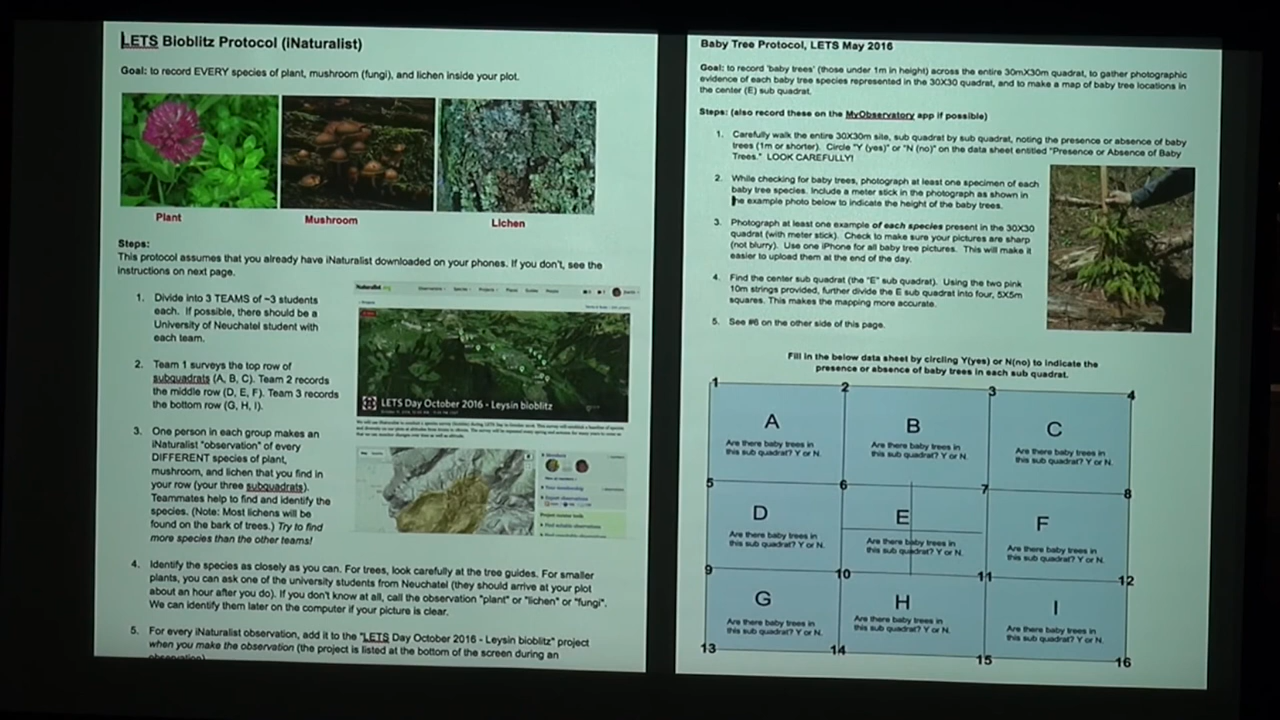 LETS Bioblitz Protocol (iNaturalist)
Goal: to record EVERY species of plant, mushroom (fungi), and lichen inside your plot.
Plant
Mushroom
Lichen
Steps:
This protocol assumes that you already have iNaturalist downloaded on your phones. If you don't, see the
instructions on next page.
1. Divide into 3 TEAMS of ~3 students
each. If possible, there should be a
University of Neuchatel student with
each team.
2. Team 1 surveys the top row of
subquadrats (A, B, C). Team 2 records
the middle row (D, E, F). Team 3 records
the bottom row (G, H, I).
3. One person in each group makes an
iNaturalist "observation" of every
DIFFERENT species of plant,
mushroom, and lichen that you find in
your row (your three subquadrats).
Teammates help to find and identify the
species. (Note: Most lichens will be
found on the bark of trees.) Try to find
more species than the other teams!
LETS Day October 2016 - Leysin bioblitz
4. Identify the species as closely as you can. For trees, look carefully at the tree guides. For smaller
plants, you can ask one of the university students from Neuchatel (they should arrive at your plot
about an hour after you do). If you don't know at all, call the observation "plant" or "lichen" or "fungi".
We can identify them later on the computer if your picture is clear.
5. For every iNaturalist observation, add it to the "LETS Day October 2016 - Leysin bioblitz" project
when you make the observation (the project is listed at the bottom of the screen during an
observation)
Baby Tree Protocol, LETS May 2016
Goal: to record 'baby trees' (those under 1m in height) across the entire 30mX30m quadrat, to gather photographic
evidence of each baby tree species represented in the 30X30 quadrat, and to make a map of baby tree locations in
the center (E) sub quadrat.
Steps: (also record these on the MyObservatory app if possible)
1. Carefully walk the entire 30X30m site, sub quadrat by sub quadrat, noting the presence or absence of baby
trees (1m or shorter). Circle "Y (yes)" or "N (no)" on the data sheet entitled "Presence or Absence of Baby
Trees." LOOK CAREFULLY!
2. While checking for baby trees, photograph at least one specimen of each
baby tree species. Include a meter stick in the photograph as shown in
the example photo below to indicate the height of the baby trees.
3. Photograph at least one example of each species present in the 30X30
quadrat (with meter stick). Check to make sure your pictures are sharp
(not blurry). Use one iPhone for all baby tree pictures. This will make it
easier to upload them at the end of the day.
4. Find the center sub quadrat (the "E" sub quadrat). Using the two pink
10m strings provided, further divide the E sub quadrat into four, 5X5m
squares. This makes the mapping more accurate.
5. See #6 on the other side of this page.
Fill in the below data sheet by circling Y(yes) or N(no) to indicate the
presence or absence of baby trees in each sub quadrat.
1 2 3 4
A B C
Are there baby trees in Are there baby trees in Are there baby trees in
this sub quadrat? Y or N. this sub quadrat? Y or N. this sub quadrat? Y or N.
5 6 7 8
D E F
Are there baby trees in Are there baby trees in Are there baby trees in
this sub quadrat? Y or N. this sub quadrat? Y or N. this sub quadrat? Y or N.
9 10 11 12
G H I
Are there baby trees in Are there baby trees in Are there baby trees in
this sub quadrat? Y or N. this sub quadrat? Y or N. this sub quadrat? Y or N.
13 14 15 16